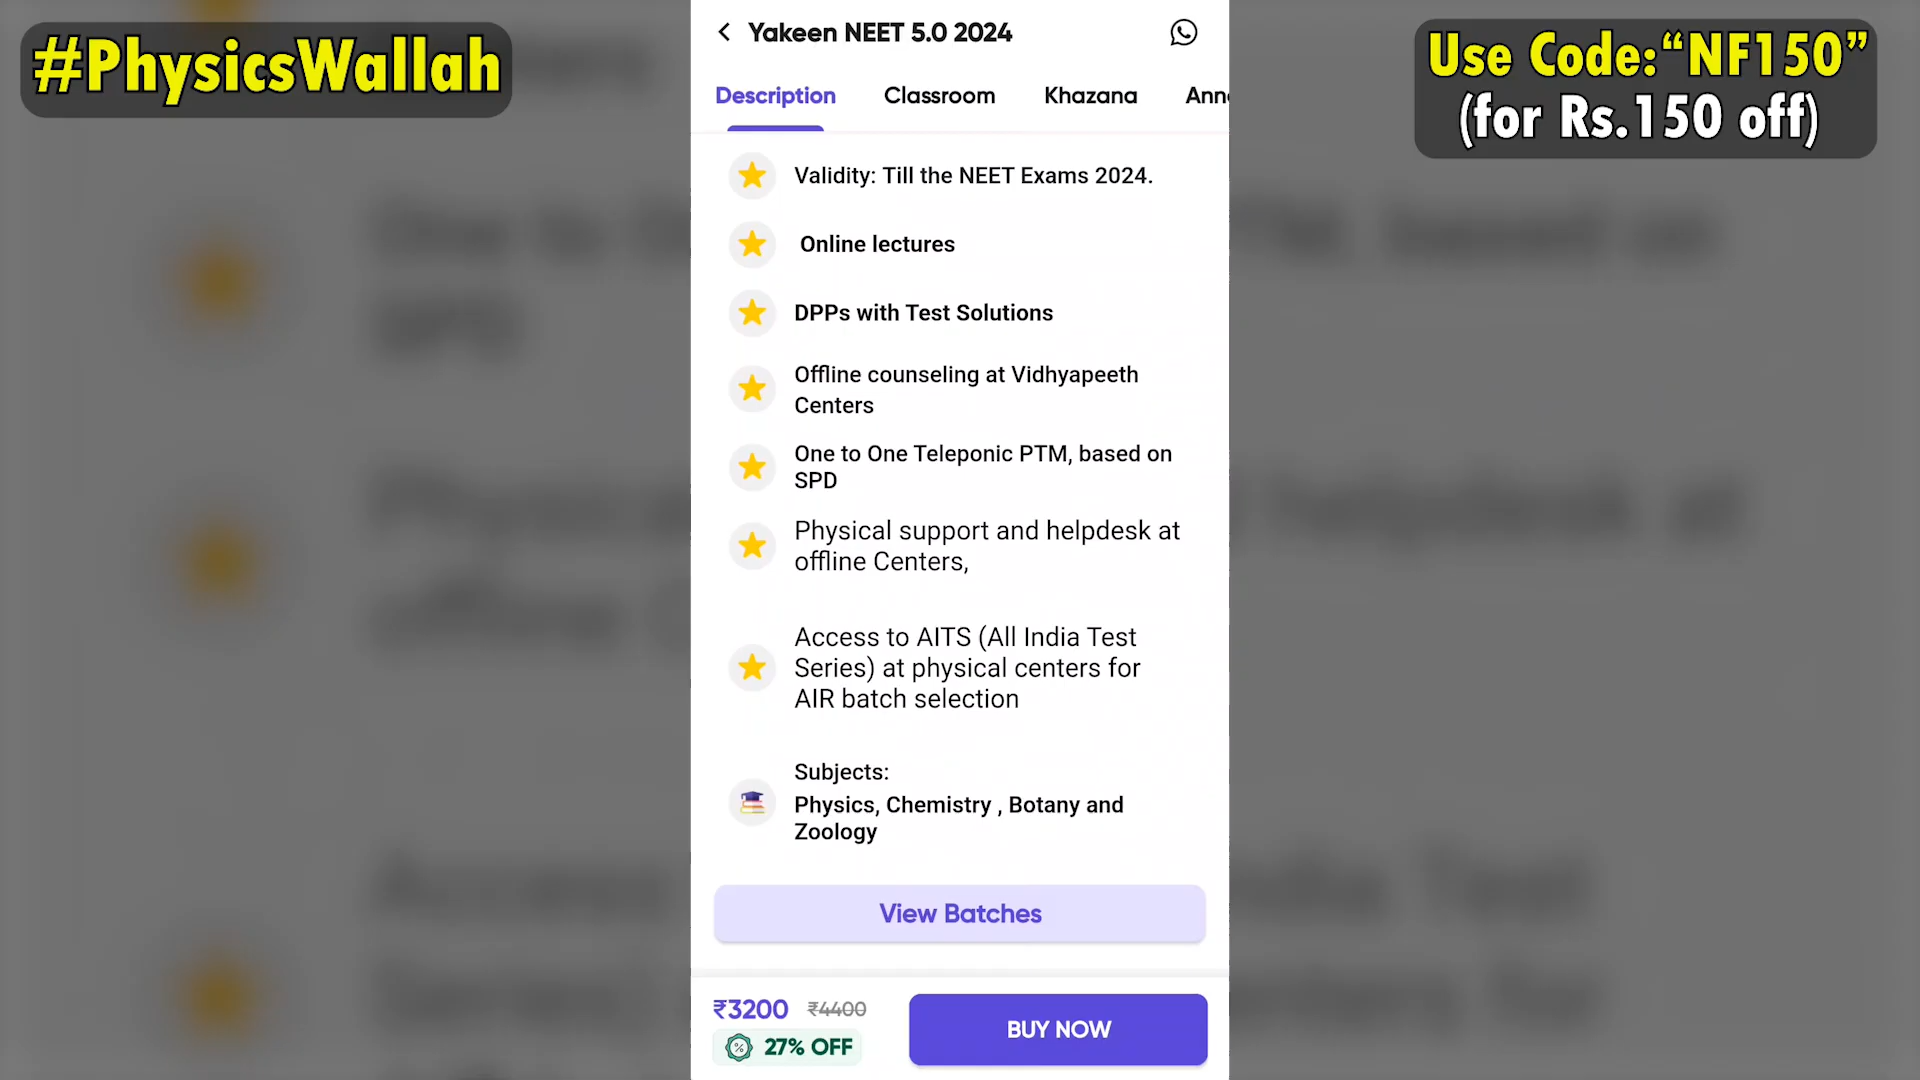 #PhysicsWallah
Use Code:“NF150”
(for Rs.150 off)
Yakeen NEET 5.0 2024
Description Classroom Khazana Ann
Validity: Till the NEET Exams 2024.
Online lectures
DPPs with Test Solutions
Offline counseling at Vidhyapeeth
Centers
One to One Teleponic PTM, based on
SPD
Physical support and helpdesk at
offline Centers,
Access to AITS (All India Test
Series) at physical centers for
AIR batch selection
Subjects:
Physics, Chemistry , Botany and
Zoology
View Batches
₹3200 ₹4400
27% OFF
BUY NOW